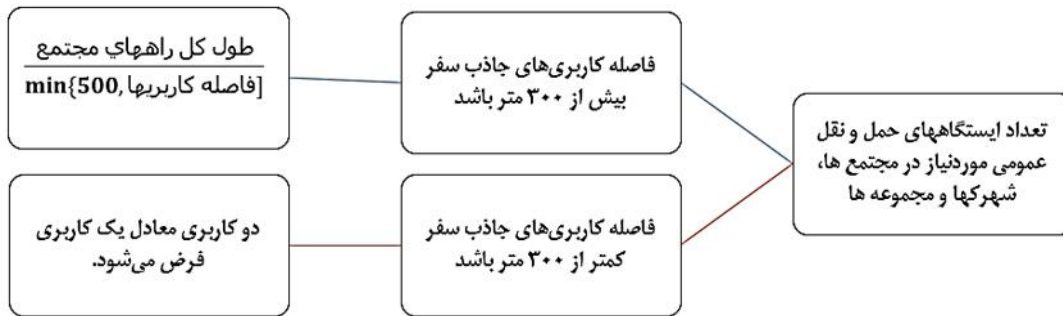 تعداد ایستگاههای حمل و نقل
عمومی موردنیاز در مجتمع ها،
شهرکها و مجموعه ها
فاصله کاربری‌های جاذب سفر
بیش از ۳۰۰ متر باشد
طول کل راههاي مجتمع
min{500, فاصله کاربریها]
فاصله کاربری‌های جاذب سفر
کمتر از ۳۰۰ متر باشد
دو کاربری معادل یک کاربری
فرض می‌شود.